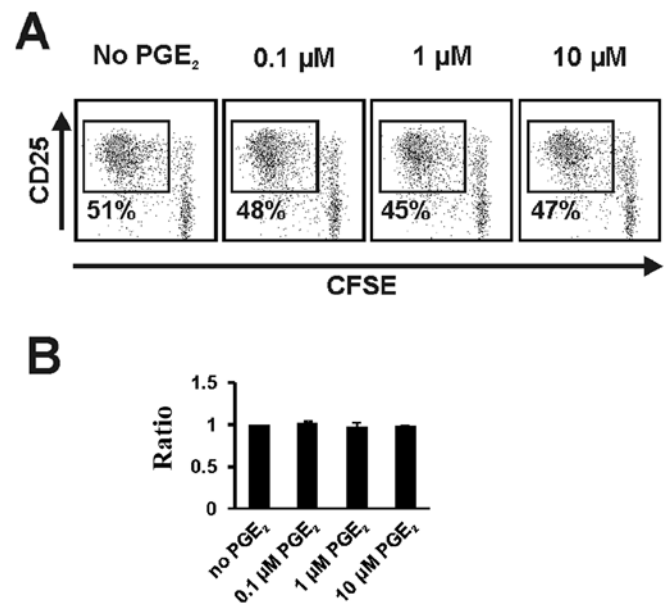 A
No PGE₂ 0.1 µM 1 µM 10 µM
CD25
51% 48% 45% 47%
CFSE
B
Ratio
1.5
1
0.5
0
no PGE₂ 0.1 µM PGE₂ 1 µM PGE₂ 10 µM PGE₂